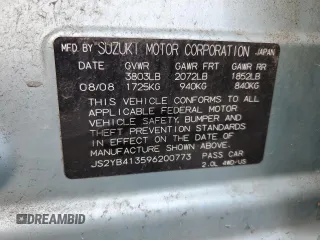 MFD. BY SUZUKI MOTOR CORPORATION JAPAN
DATE GVWR GAWR FRT GAWR RR
3803LB 2072LB 1852LB
08/08 1725KG 940KG 840KG
THIS VEHICLE CONFORMS TO ALL
APPLICABLE FEDERAL MOTOR
VEHICLE SAFETY, BUMPER AND
THEFT PREVENTION STANDARDS
IN EFFECT ON THE DATE OF
MANUFACTURE SHOWN ABOVE.
JS2YB413596200773 PASS CAR
2.0L 4WD-US
DREAMBID